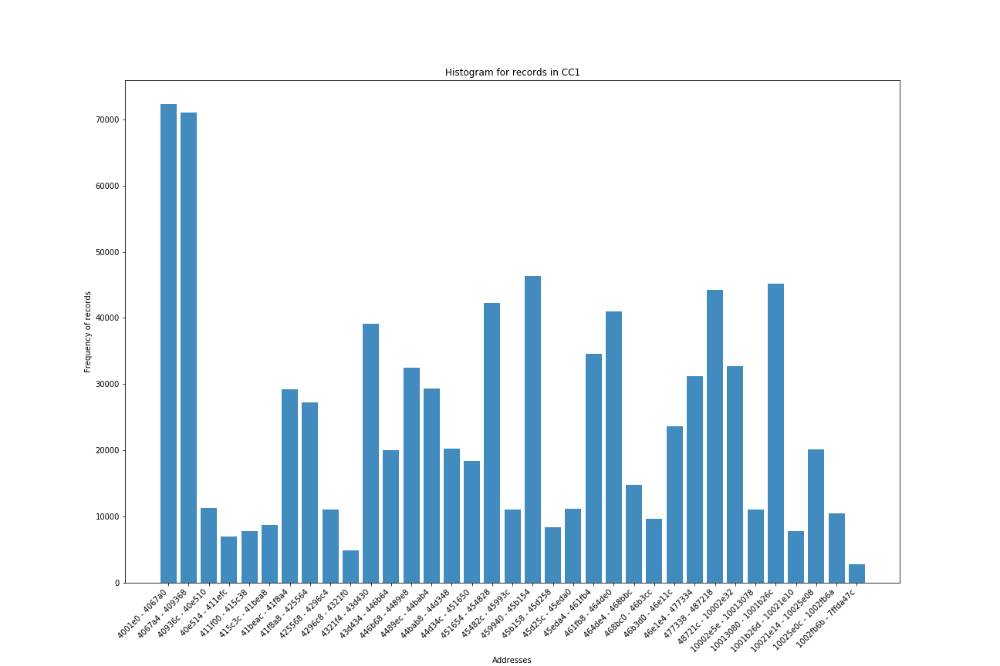 Histogram for records in CC1
Frequency of records
70000
60000
50000
40000
30000
20000
10000
0
4001e0 - 4067a0
4067a4 - 409368
40936c - 40e510
40e514 - 411efc
411f00 - 415c38
415c3c - 41bea8
41beac - 41f8a4
41f8a8 - 425564
425568 - 4296c4
4296c8 - 4321f0
4321f4 - 43d430
43d434 - 446b64
446b68 - 4489e8
4489ec - 44bab4
44bab8 - 44d348
44d34c - 451650
451654 - 454828
45482c - 45993c
459940 - 45b154
45b158 - 45d258
45d25c - 45eda0
45eda4 - 461fb4
461fb8 - 464de0
464de4 - 468bbc
468bc0 - 46b3cc
46b3d0 - 46e11c
46e1e4 - 477334
477338 - 487218
48721c - 10002e32
10002e5e - 10013078
10013080 - 1001b26c
1001b26d - 10021e10
10021e14 - 10025e08
10025e0c - 1002fb6a
1002fb6b - 7ffda47c
Addresses